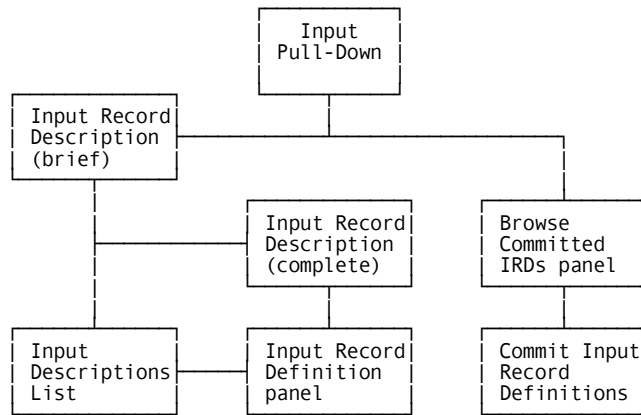 Input
Pull-Down
Input Record
Description
(brief)
Input Record
Description
(complete)
Browse
Committed
IRDs panel
Input
Descriptions
List
Input Record
Definition
panel
Commit Input
Record
Definitions